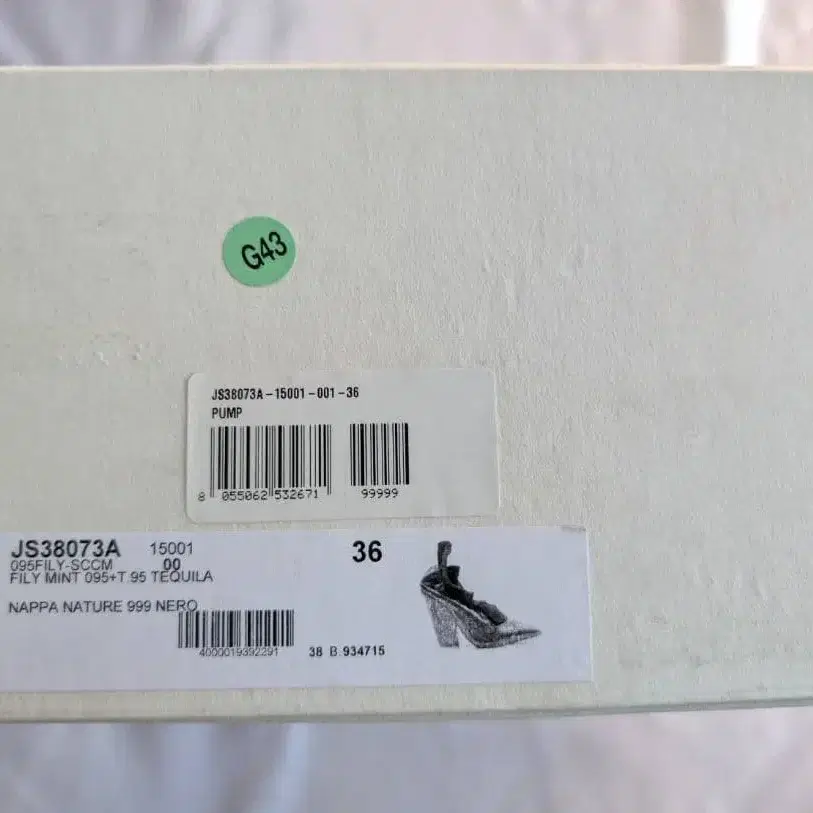 G43
JS38073A-15001-001-36
PUMP
8 055062 532671 99999
JS38073A 15001 36
095FILY-SCCM 00
FILY MINT 095+T.95 TEQUILA
NAPPA NATURE 999 NERO
4000019392291 38 B 934715